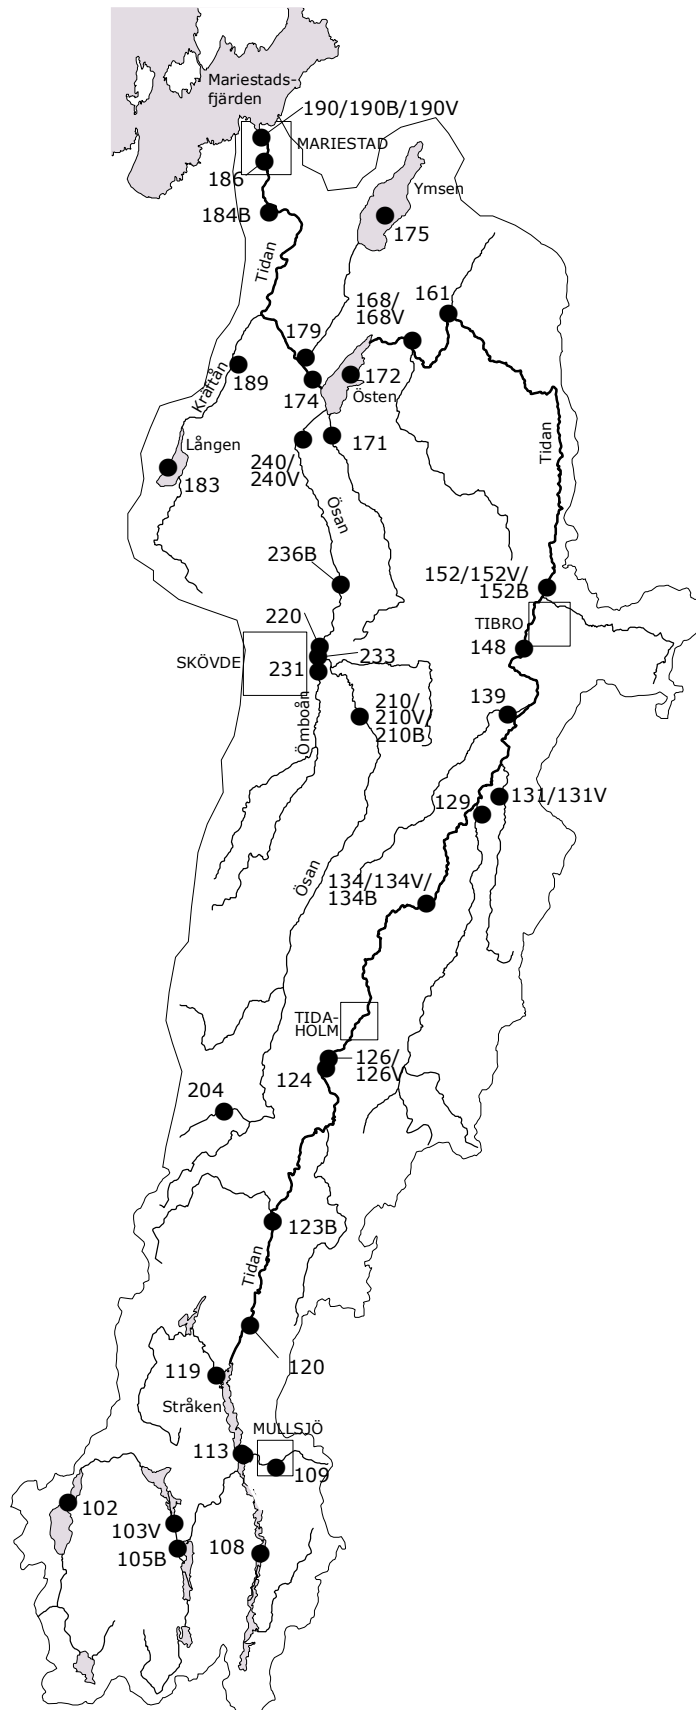 Mariestads-
fjärden
190/190B/190V
MARIESTAD
186
Ymsen
184B
175
Tidan
161
168/
168V
179
189
172
Kräftån
174
Östen
Lången
240/
240V
171
Tidan
183
Ösan
236B
152/152V/
152B
220
TIBRO
SKÖVDE
233
148
231
210/
210V/
210B
139
Ömboån
131/131V
129
Ösan
134/134V/
134B
TIDA-
HOLM
126/
126V
124
204
123B
Tidan
120
119
Stråken
MULLSJÖ
113
109
102
103V
105B
108